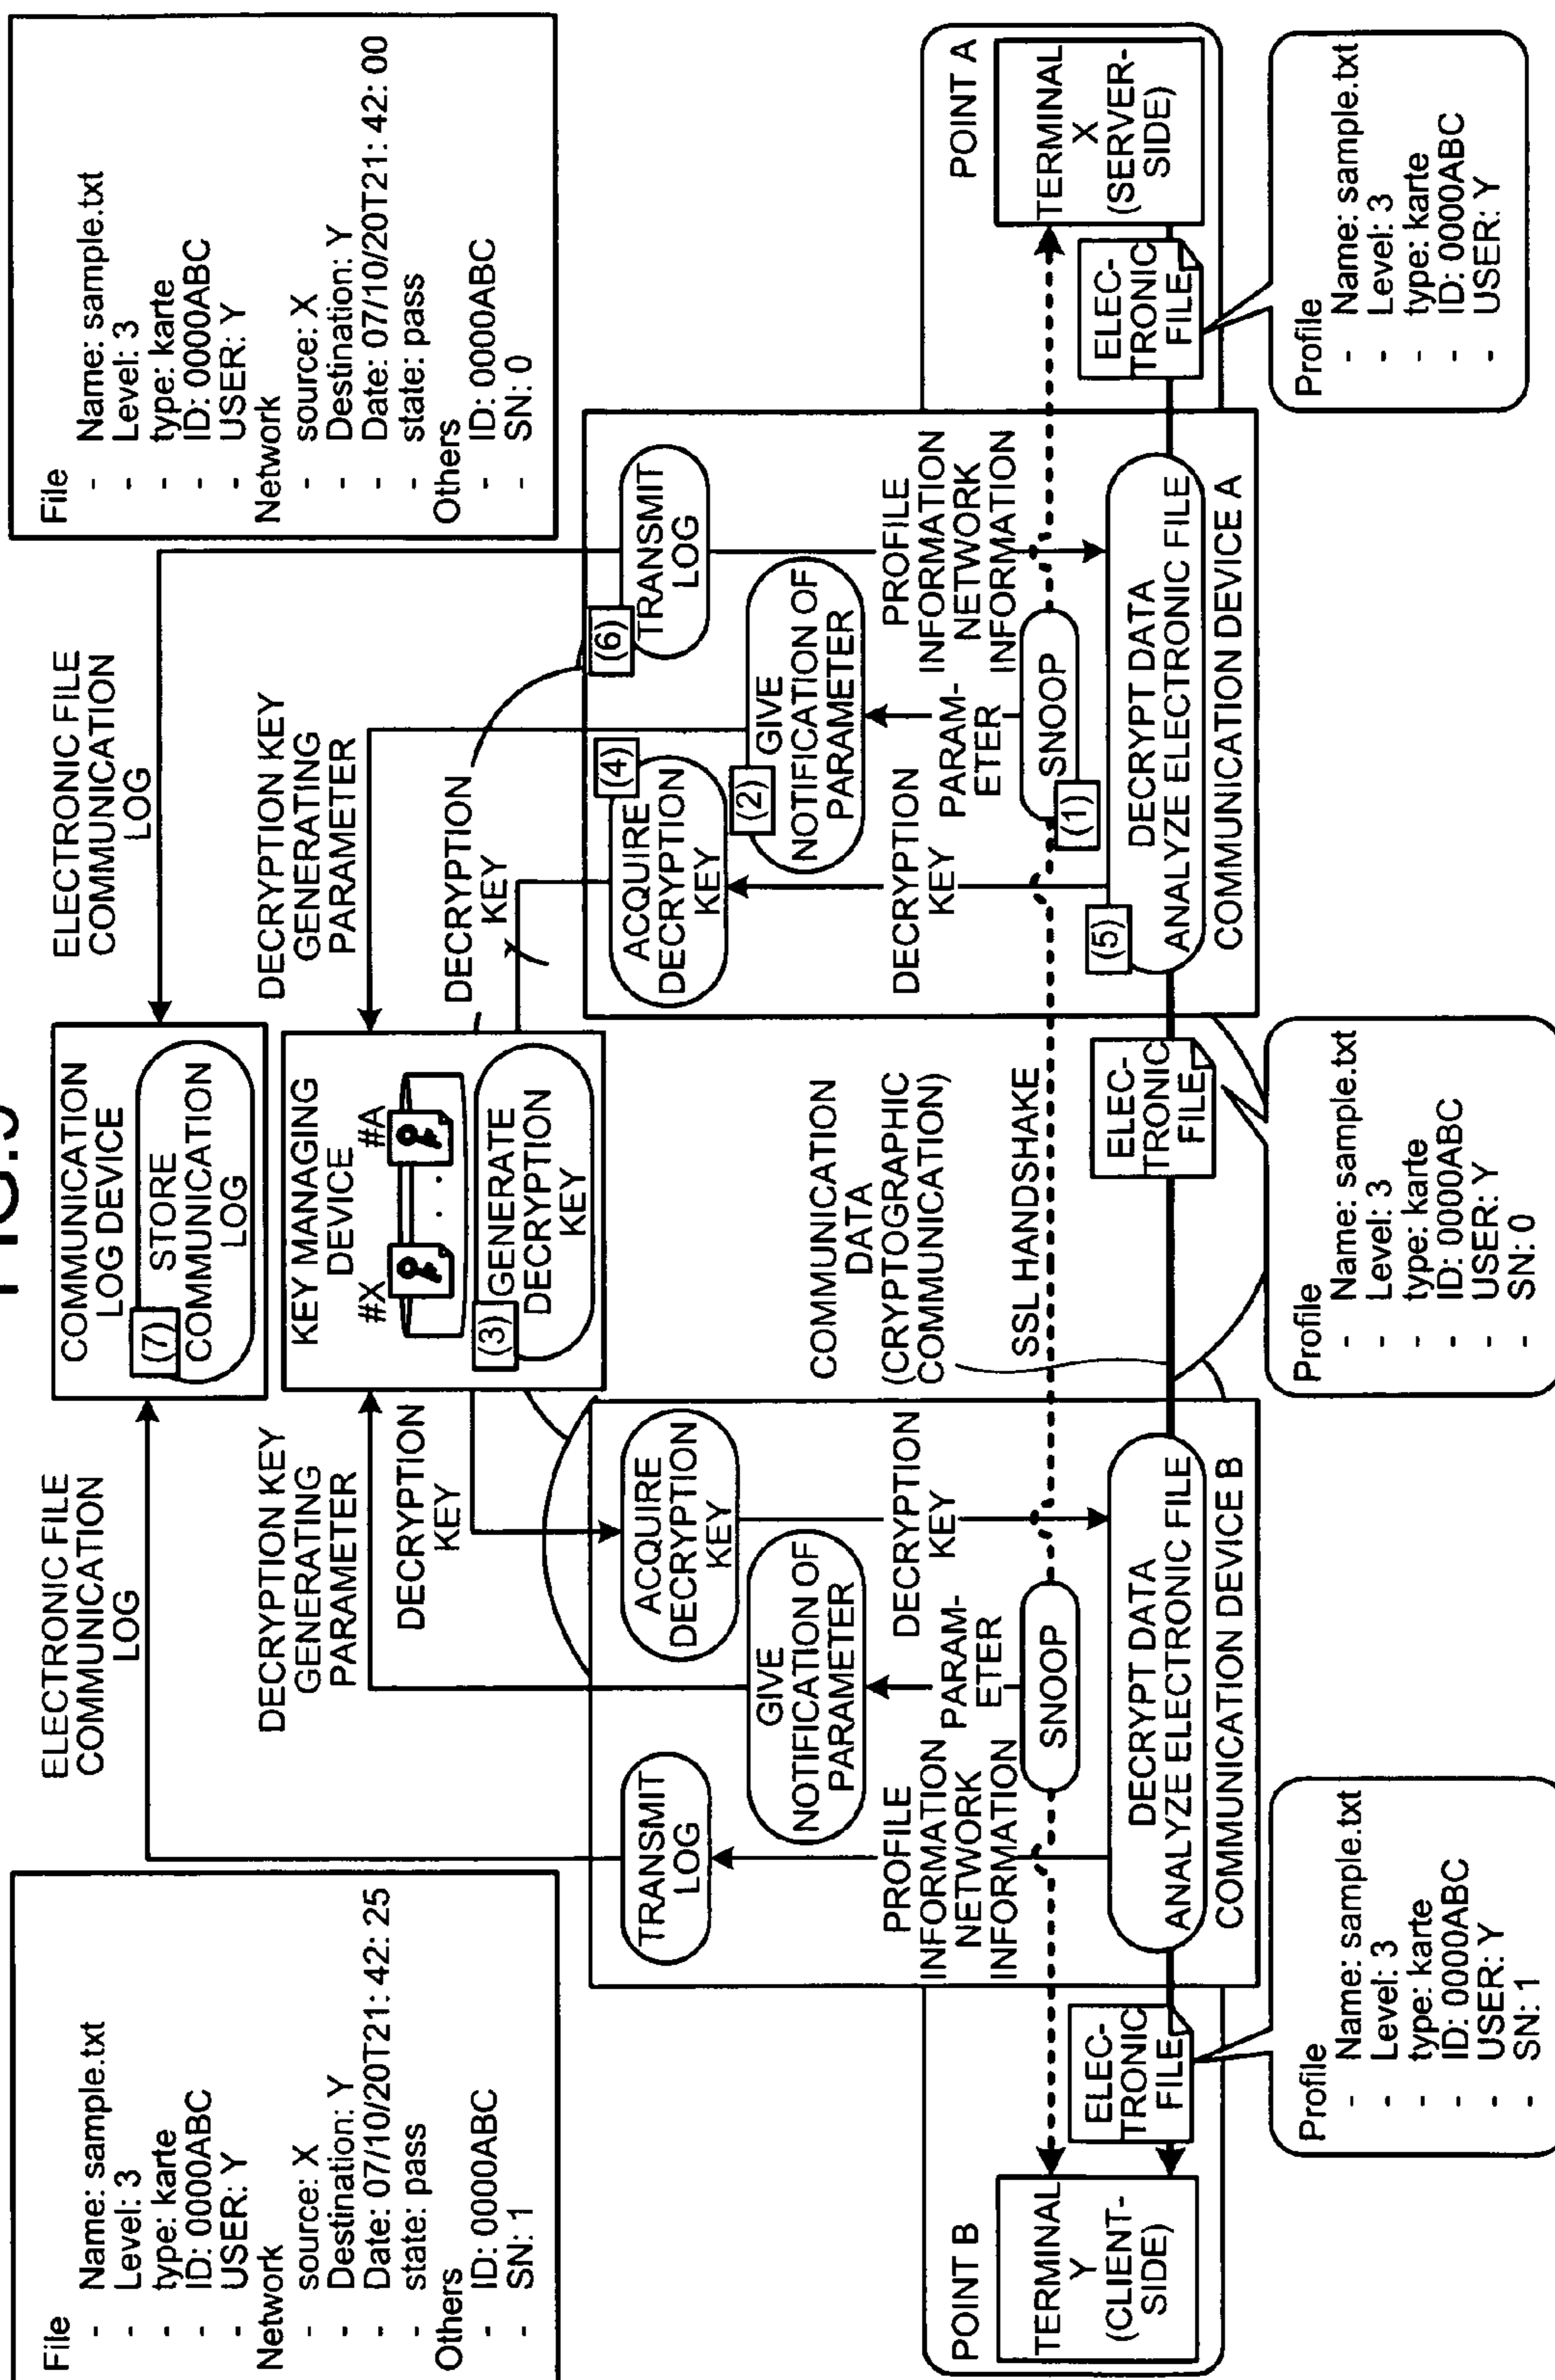 File
- Name: sample.txt
- Level: 3
- type: karte
- ID: 0000ABC
- USER: Y
Network
- source: X
- Destination: Y
- Date: 07/10/20T21: 42: 25
- state: pass
Others
- ID: 0000ABC
- SN: 1
ELECTRONIC FILE
COMMUNICATION
LOG
COMMUNICATION
LOG DEVICE
(7)
STORE
COMMUNICATION
LOG
ELECTRONIC FILE
COMMUNICATION
LOG
File
- Name: sample.txt
- Level: 3
- type: karte
- ID: 0000ABC
- USER: Y
Network
- source: X
- Destination: Y
- Date: 07/10/20T21: 42: 00
- state: pass
Others
- ID: 0000ABC
- SN: 0
DECRYPTION KEY
GENERATING
PARAMETER
DECRYPTION
KEY
KEY MANAGING
DEVICE
#X
#A
. . .
(3)
GENERATE
DECRYPTION
KEY
DECRYPTION KEY
GENERATING
PARAMETER
DECRYPTION
KEY
TRANSMIT
LOG
ACQUIRE
DECRYPTION
KEY
GIVE
NOTIFICATION OF
PARAMETER
PROFILE
INFORMATION
NETWORK
INFORMATION
PARAM-
ETER
DECRYPTION
KEY
SNOOP
DECRYPT DATA
ANALYZE ELECTRONIC FILE
COMMUNICATION DEVICE B
COMMUNICATION
DATA
(CRYPTOGRAPHIC
COMMUNICATION)
SSL HANDSHAKE
(4)
ACQUIRE
DECRYPTION
KEY
(6)
TRANSMIT
LOG
(2)
GIVE
NOTIFICATION OF
PARAMETER
DECRYPTION
KEY
PARAM-
ETER
PROFILE
INFORMATION
NETWORK
INFORMATION
(1)
SNOOP
(5)
DECRYPT DATA
ANALYZE ELECTRONIC FILE
COMMUNICATION DEVICE A
POINT B
TERMINAL
Y
(CLIENT-
SIDE)
ELEC-
TRONIC
FILE
ELEC-
TRONIC
FILE
ELEC-
TRONIC
FILE
POINT A
TERMINAL
X
(SERVER-
SIDE)
Profile
- Name: sample.txt
- Level: 3
- type: karte
- ID: 0000ABC
- USER: Y
- SN: 1
Profile
- Name: sample.txt
- Level: 3
- type: karte
- ID: 0000ABC
- USER: Y
- SN: 0
Profile
- Name: sample.txt
- Level: 3
- type: karte
- ID: 0000ABC
- USER: Y